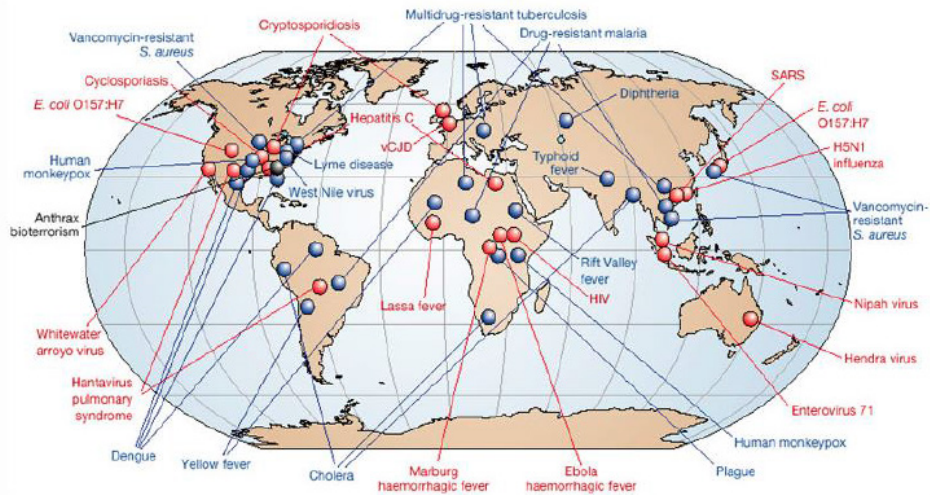 Multidrug-resistant tuberculosis
Cryptosporidiosis
Vancomycin-resistant
S. aureus
Drug-resistant malaria
SARS
Cyclosporiasis
E. coli O157:H7
Diphtheria
E. coli
O157:H7
Hepatitis C
vCJD
H5N1
influenza
Human
monkeypox
Lyme disease
Typhoid
fever
West Nile virus
Anthrax
bioterrorism
Vancomycin-
resistant
S. aureus
Rift Valley
fever
HIV
Lassa fever
Nipah virus
Whitewater
arroyo virus
Hendra virus
Hantavirus
pulmonary
syndrome
Enterovirus 71
Dengue
Yellow fever
Cholera
Marburg
haemorrhagic fever
Ebola
haemorrhagic fever
Human monkeypox
Plague